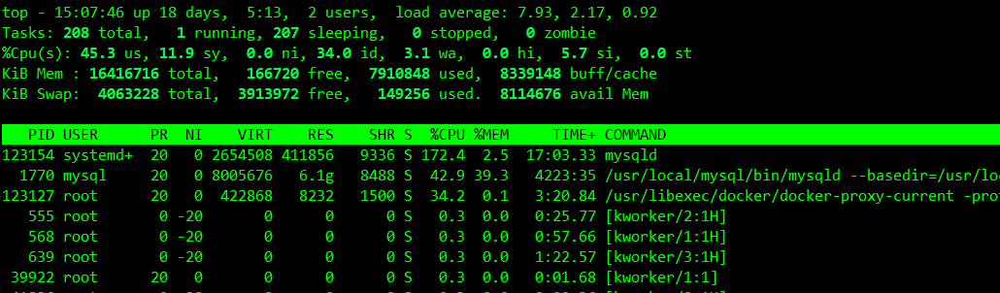 top - 15:07:46 up 18 days,  5:13,  2 users,  load average: 7.93, 2.17, 0.92
Tasks: 208 total,   1 running, 207 sleeping,   0 stopped,   0 zombie
%Cpu(s): 45.3 us, 11.9 sy,  0.0 ni, 34.0 id,  3.1 wa,  0.0 hi,  5.7 si,  0.0 st
KiB Mem : 16416716 total,   166720 free,  7910848 used,  8339148 buff/cache
KiB Swap:  4063228 total,  3913972 free,   149256 used.  8114676 avail Mem
PID USER      PR  NI    VIRT    RES    SHR S  %CPU %MEM     TIME+ COMMAND
123154 systemd+  20   0 2654508 411856   9336 S 172.4  2.5  17:03.33 mysqld
1770 mysql     20   0 8005676   6.1g   8488 S  42.9 39.3   4223:35 /usr/local/mysql/bin/mysqld --basedir=/usr/lo
123127 root      20   0  422868   8232   1500 S  34.2  0.1   3:20.84 /usr/libexec/docker/docker-proxy-current -pro
555 root       0 -20       0      0      0 S   0.3  0.0   0:25.77 [kworker/2:1H]
568 root       0 -20       0      0      0 S   0.3  0.0   0:57.66 [kworker/1:1H]
639 root       0 -20       0      0      0 S   0.3  0.0   1:22.57 [kworker/3:1H]
39922 root      20   0       0      0      0 S   0.3  0.0   0:01.68 [kworker/1:1]